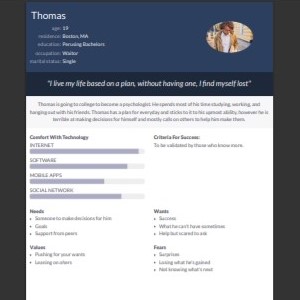 Thomas
age: 19
residence: Boston, MA
education: Persuing Bachelors
occupation: Waiter
marital status: Single
"I live my life based on a plan, without having one, I find myself lost"
Thomas is going to college to become a psychologist. He spends most of his time studying, working, and
hanging out with his friends. Thomas has a plan for everyday and sticks to it to his upmost ability, however he is
terrible at making decisions for himself and mostly calls on others to help him make them.
Comfort With Technology
INTERNET
SOFTWARE
MOBILE APPS
SOCIAL NETWORK
Criteria For Success:
To be validated by those who know more.
Needs
Someone to make decisions for him
Goals
Support from peers
Wants
Success
What he can't have sometimes
Help but scared to ask
Values
Pushing for your wants
Leaning on others
Fears
Surprises
Losing what he's gained
Not knowing what's next